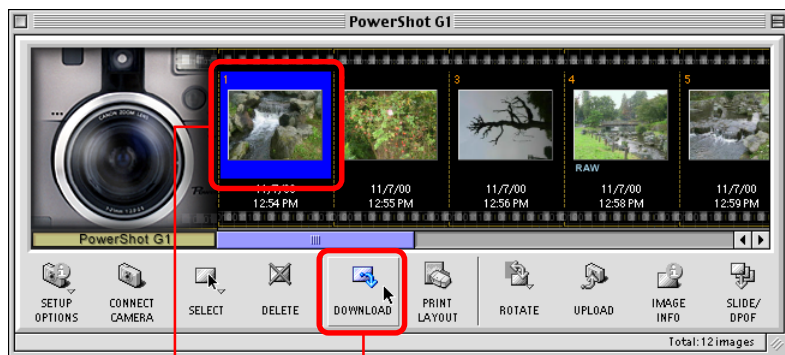 PowerShot G1
CANON ZOOM LENS
1
3
4
5
RAW
11/7/00
12:54 PM
11/7/00
12:55 PM
11/7/00
12:56 PM
11/7/00
12:58 PM
11/7/00
12:59 PM
PowerShot G1
SETUP OPTIONS
CONNECT CAMERA
SELECT
DELETE
DOWNLOAD
PRINT LAYOUT
ROTATE
UPLOAD
IMAGE INFO
SLIDE/ DPOF
Total:12 images